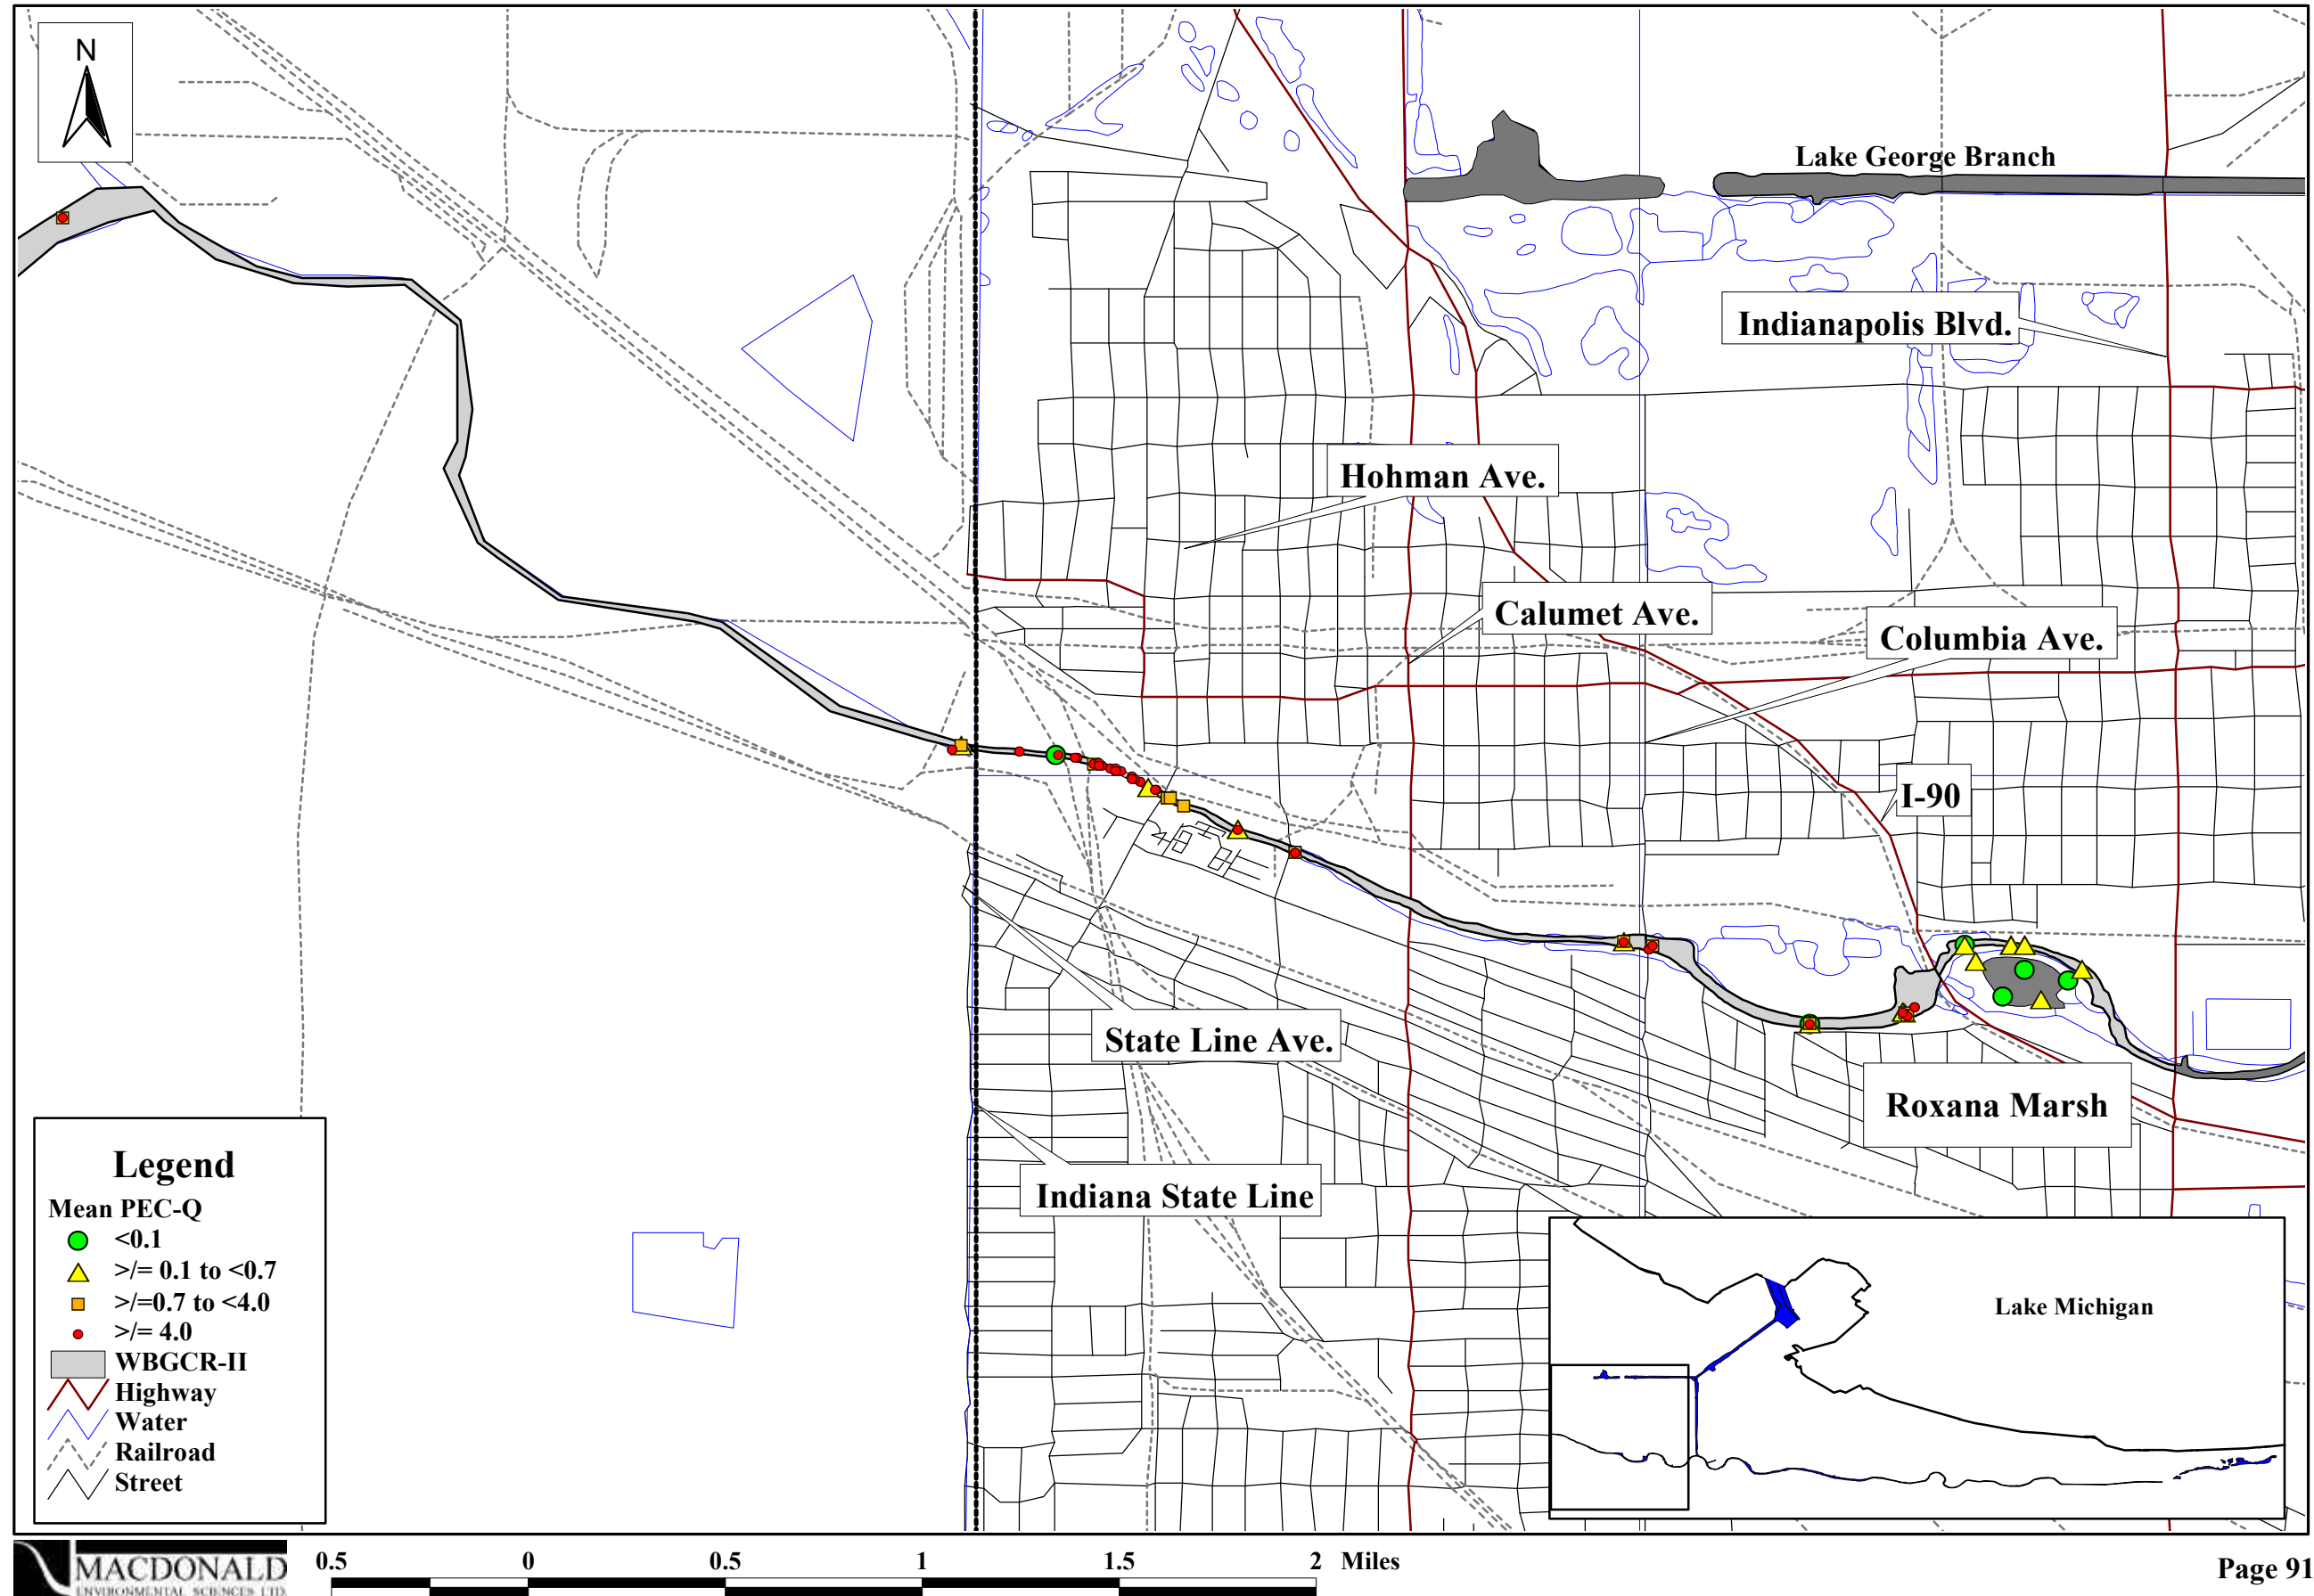 N
Lake George Branch
Indianapolis Blvd.
Hohman Ave.
Calumet Ave.
Columbia Ave.
I-90
State Line Ave.
Roxana Marsh
Indiana State Line
Legend
Mean PEC-Q
<0.1
>/= 0.1 to <0.7
>/=0.7 to <4.0
>/= 4.0
WBGCR-II
Highway
Water
Railroad
Street
Lake Michigan
MACDONALD
ENVIRONMENTAL SCIENCES LTD.
0.5 0 0.5 1 1.5 2 Miles
Page 91